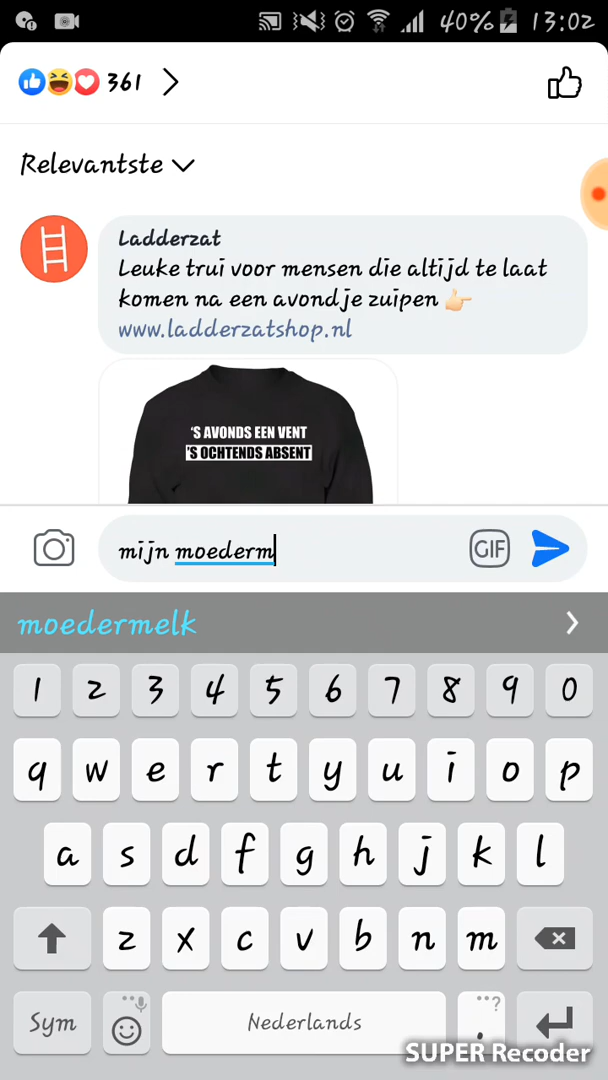 40% 13:02
361
Relevantste
Ladderzat
Leuke trui voor mensen die altijd te laat
komen na een avondje zuipen
www.ladderzatshop.nl
'S AVONDS EEN VENT
'S OCHTENDS ABSENT
mijn moederm
GIF
moedermelk
1 2 3 4 5 6 7 8 9 0
q w e r t y u i o p
a s d f g h j k l
z x c v b n m
Sym Nederlands . ?
SUPER Recoder